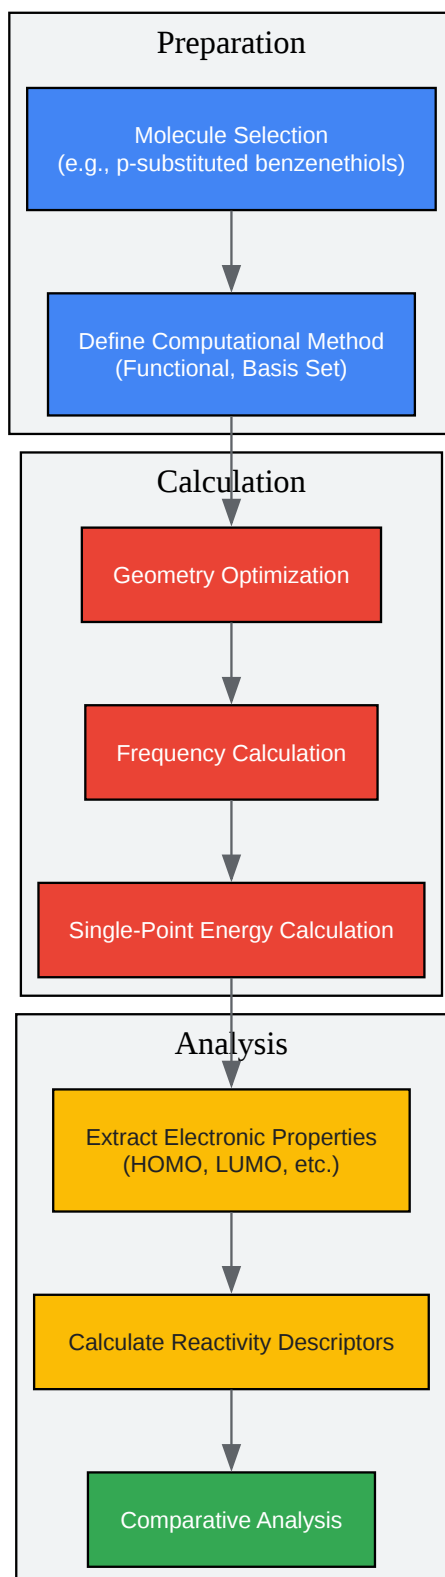 Preparation
Molecule Selection
(e.g., p-substituted benzenethiols)
Define Computational Method
(Functional, Basis Set)
Calculation
Geometry Optimization
Frequency Calculation
Single-Point Energy Calculation
Analysis
Extract Electronic Properties
(HOMO, LUMO, etc.)
Calculate Reactivity Descriptors
Comparative Analysis